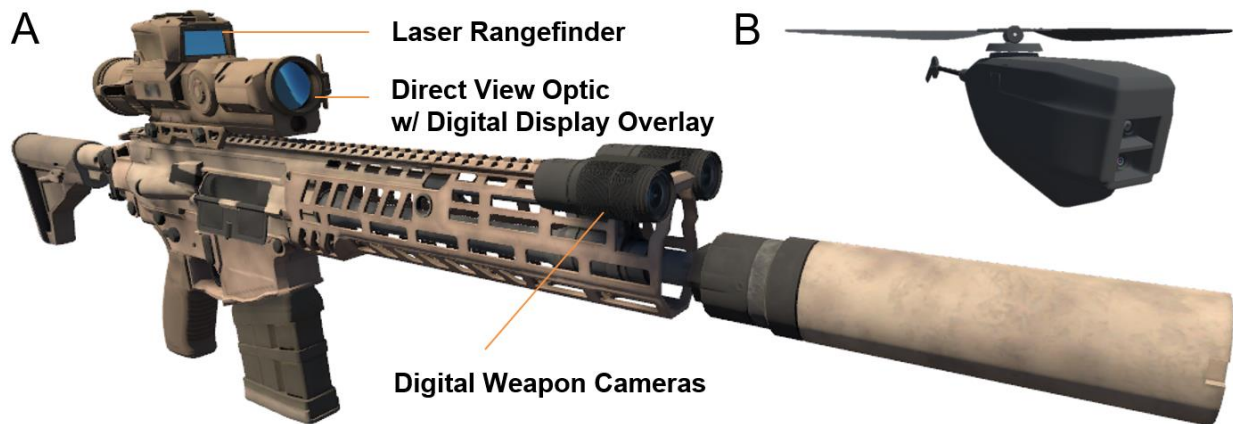 A
Laser Rangefinder
Direct View Optic
w/ Digital Display Overlay
Digital Weapon Cameras
B